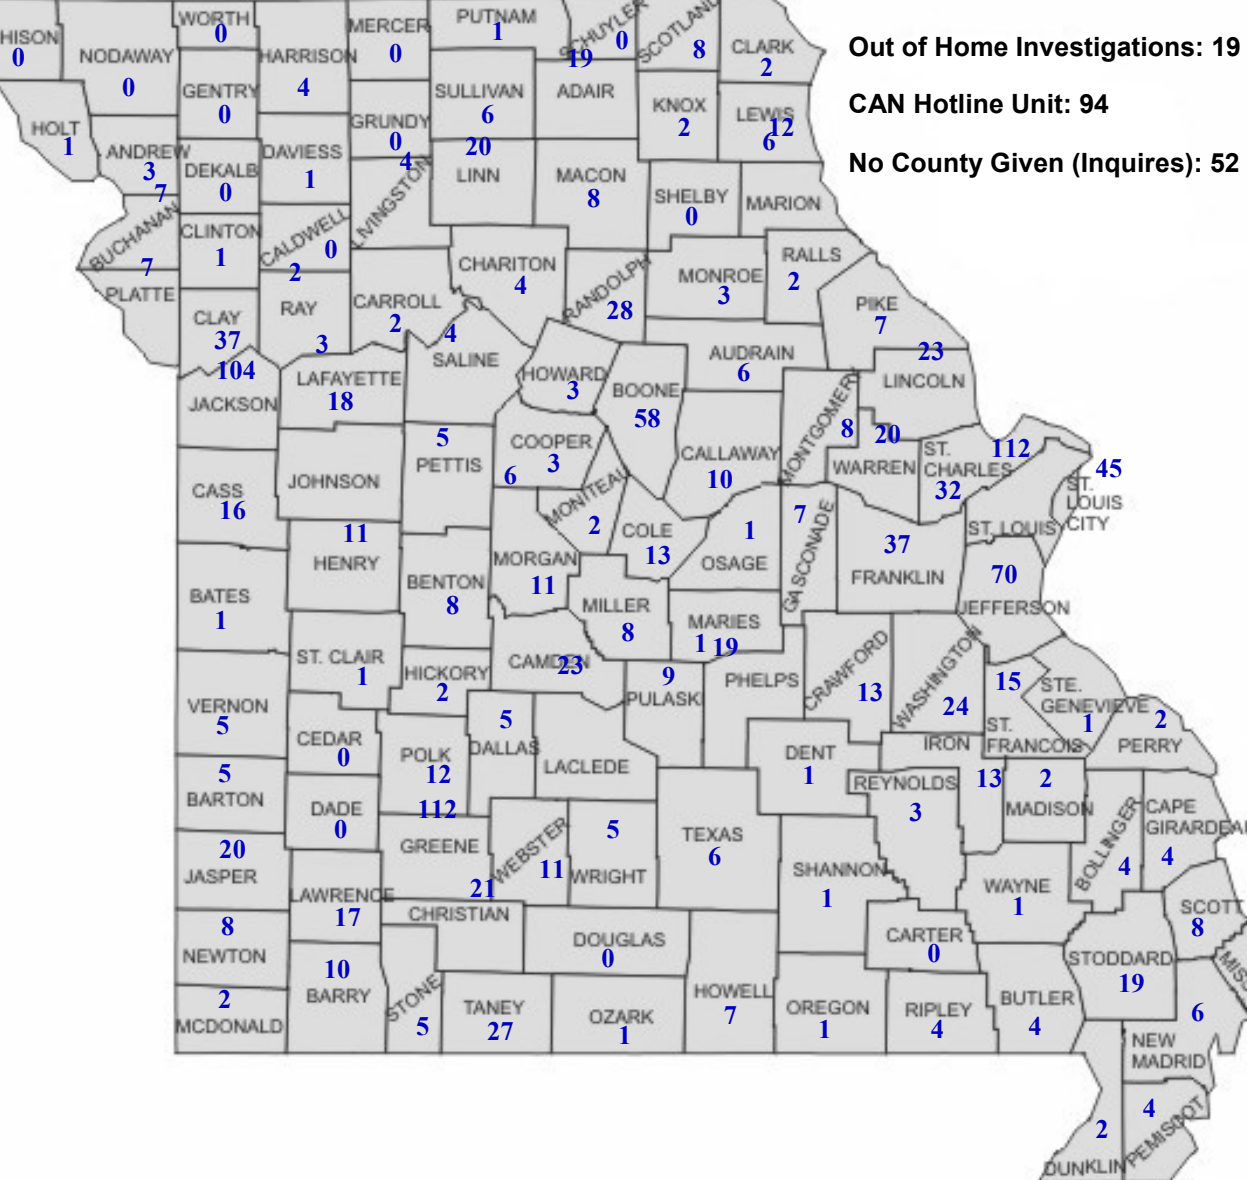 WORTH
0
MERCER
0
PUTNAM
1
SCHUYLER
0
SCOTLAND
8
CLARK
2
Out of Home Investigations: 19
HISON
0
NODAWAY
0
HARRISON
4
GENTRY
0
SULLIVAN
6
19
ADAIR
KNOX
2
LEWIS
12
6
CAN Hotline Unit: 94
HOLT
1
ANDREW
3
7
DEKALB
0
DAVIESS
1
GRUNDY
0
4
LIVINGSTON
20
LINN
MACON
8
SHELBY
0
MARION
No County Given (Inquires): 52
BUCHANAN
7
CLINTON
1
CALDWELL
0
2
PLATTE
CLAY
37
104
RAY
3
CARROLL
2
CHARITON
4
4
SALINE
RANDOLPH
28
MONROE
3
RALLS
2
PIKE
7
23
LINCOLN
JACKSON
LAFAYETTE
18
HOWARD
3
BOONE
58
AUDRAIN
6
MONTGOMERY
8
20
WARREN
ST.
CHARLES
32
112
45
ST.
LOUIS
CITY
ST. LOUIS
CASS
16
JOHNSON
11
5
PETTIS
COOPER
3
6
MONITEAU
2
CALLAWAY
10
COLE
13
1
OSAGE
7
GASCONADE
37
FRANKLIN
70
JEFFERSON
BATES
1
HENRY
BENTON
8
MORGAN
11
MILLER
8
MARIES
1
19
ST. CLAIR
1
HICKORY
2
CAMDEN
23
9
PULASKI
PHELPS
CRAWFORD
13
WASHINGTON
24
15
ST.
FRANCOIS
STE.
GENEVIEVE
1
2
PERRY
VERNON
5
CEDAR
0
POLK
12
5
DALLAS
LACLEDE
DENT
1
IRON
13
REYNOLDS
3
2
MADISON
5
BARTON
DADE
0
112
GREENE
WEBSTER
11
5
WRIGHT
TEXAS
6
SHANNON
1
WAYNE
1
BOLLINGER
4
CAPE
GIRARDEA
4
20
JASPER
LAWRENCE
17
21
CHRISTIAN
DOUGLAS
0
CARTER
0
STODDARD
19
SCOTT
8
MISS
8
NEWTON
10
BARRY
STONE
5
TANEY
27
OZARK
1
HOWELL
7
OREGON
1
RIPLEY
4
BUTLER
4
6
2
MCDONALD
NEW
MADRID
4
PEMISCOT
2
DUNKLIN